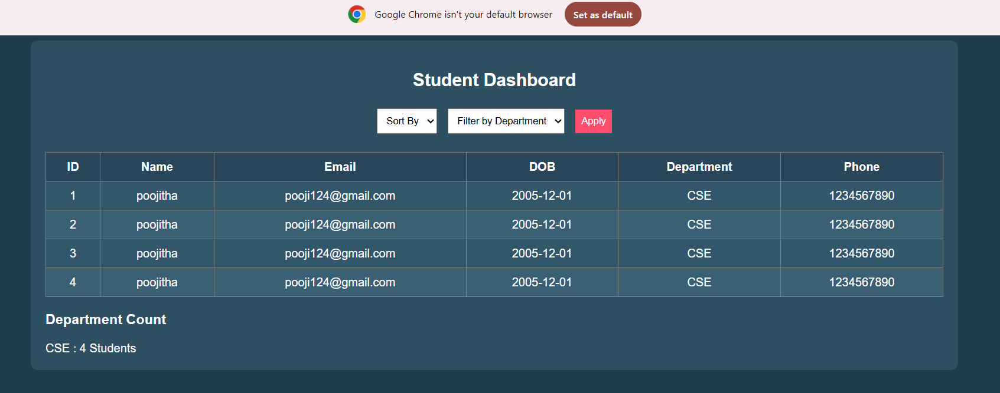 Google Chrome isn't your default browser Set as default
Student Dashboard
Sort By Filter by Department Apply
ID Name Email DOB Department Phone
1 poojitha pooji124@gmail.com 2005-12-01 CSE 1234567890
2 poojitha pooji124@gmail.com 2005-12-01 CSE 1234567890
3 poojitha pooji124@gmail.com 2005-12-01 CSE 1234567890
4 poojitha pooji124@gmail.com 2005-12-01 CSE 1234567890
Department Count
CSE : 4 Students